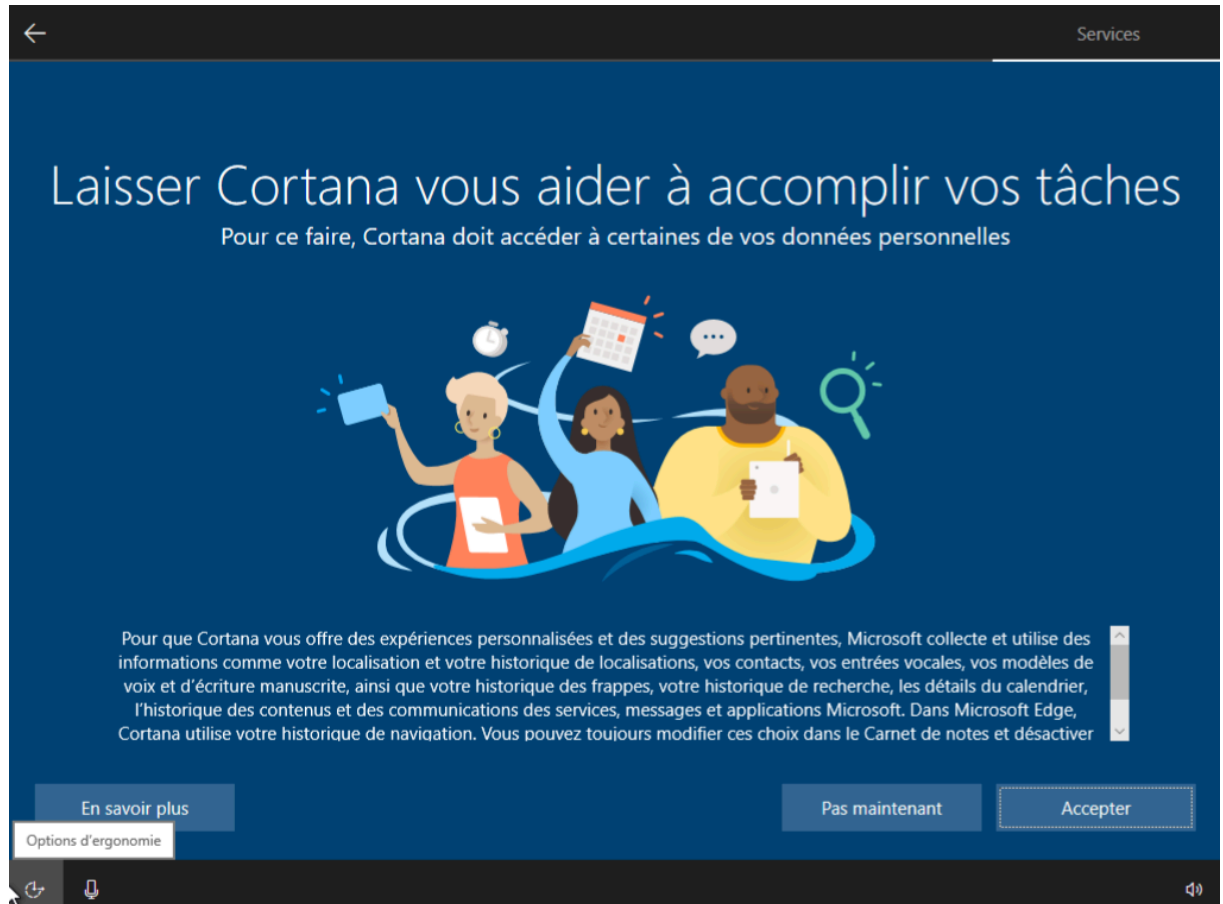 Services
Laisser Cortana vous aider à accomplir vos tâches
Pour ce faire, Cortana doit accéder à certaines de vos données personnelles
Pour que Cortana vous offre des expériences personnalisées et des suggestions pertinentes, Microsoft collecte et utilise des
informations comme votre localisation et votre historique de localisations, vos contacts, vos entrées vocales, vos modèles de
voix et d'écriture manuscrite, ainsi que votre historique des frappes, votre historique de recherche, les détails du calendrier,
l'historique des contenus et des communications des services, messages et applications Microsoft. Dans Microsoft Edge,
Cortana utilise votre historique de navigation. Vous pouvez toujours modifier ces choix dans le Carnet de notes et désactiver
En savoir plus
Pas maintenant
Accepter
Options d'ergonomie